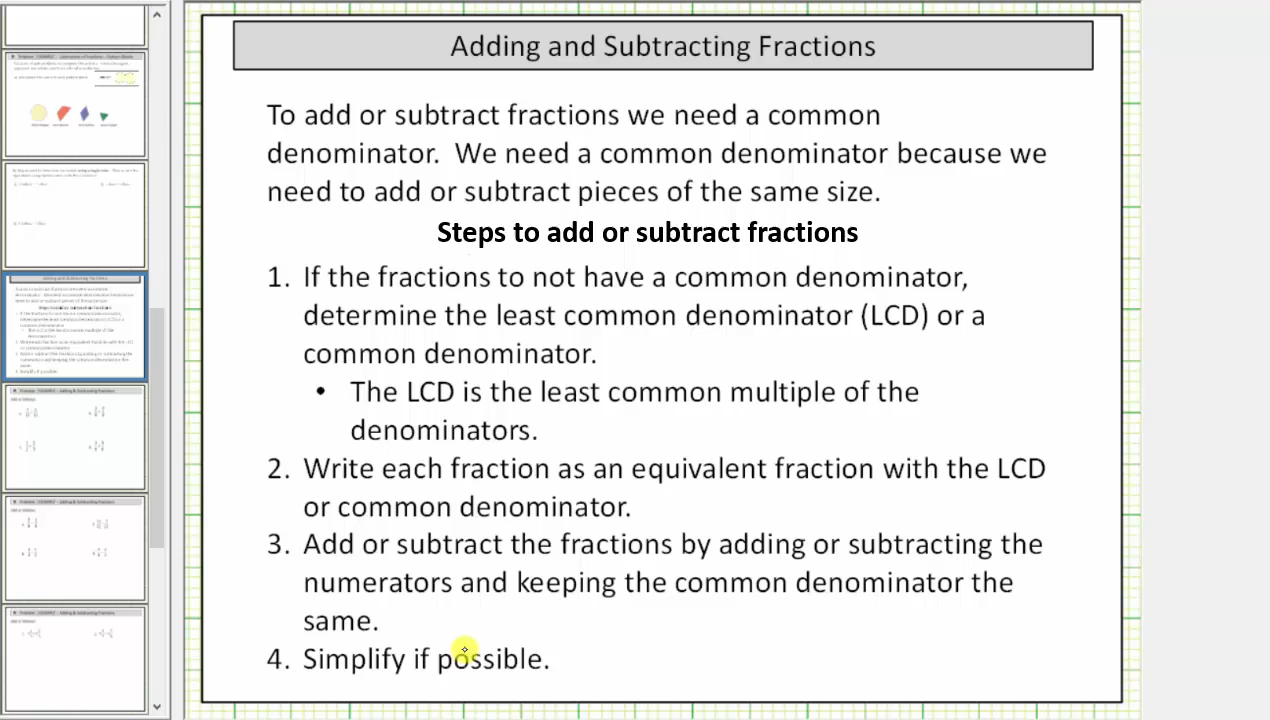 Adding and Subtracting Fractions
To add or subtract fractions we need a common
denominator. We need a common denominator because we
need to add or subtract pieces of the same size.
Steps to add or subtract fractions
1. If the fractions to not have a common denominator,
determine the least common denominator (LCD) or a
common denominator.
• The LCD is the least common multiple of the
denominators.
2. Write each fraction as an equivalent fraction with the LCD
or common denominator.
3. Add or subtract the fractions by adding or subtracting the
numerators and keeping the common denominator the
same.
4. Simplify if possible.